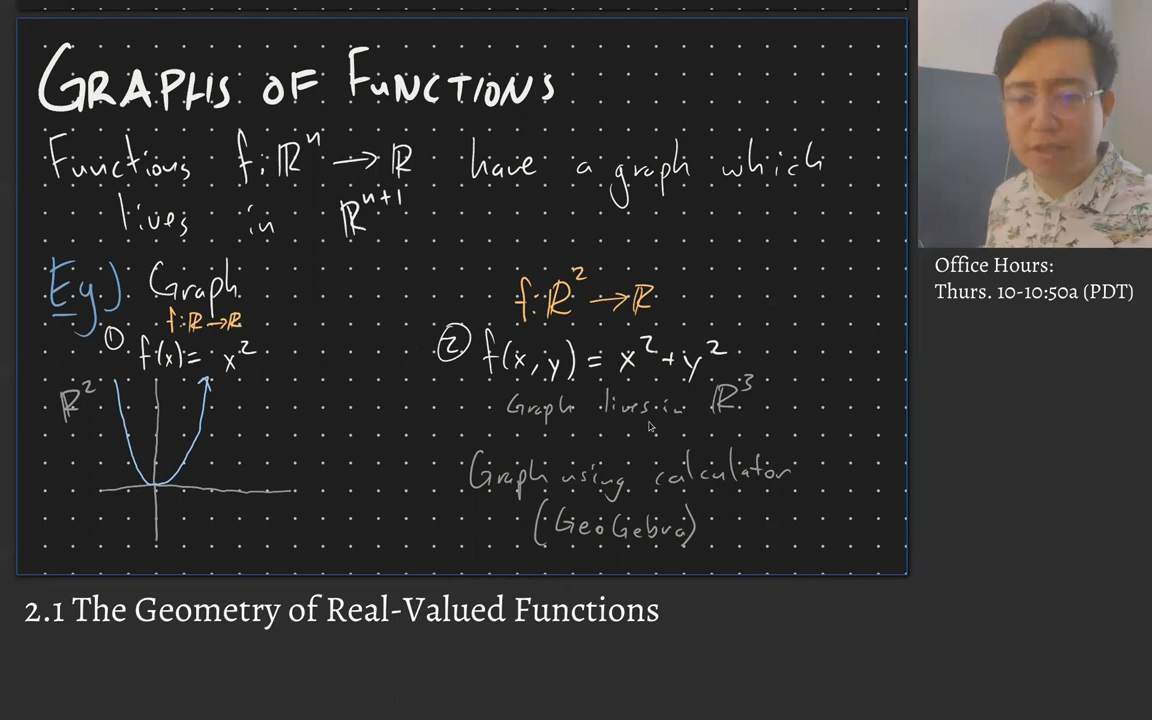 GRAPHS OF FUNCTIONS
Functions f: ℝⁿ → ℝ have a graph which
lives in ℝⁿ⁺¹
E.g.) Graph
f: ℝ → ℝ
① f(x) = x²
ℝ²
f: ℝ² → ℝ
② f(x, y) = x² + y²
Graph lives in ℝ³
Graph using calculator
(GeoGebra)
Office Hours:
Thurs. 10-10:50a (PDT)
2.1 The Geometry of Real-Valued Functions